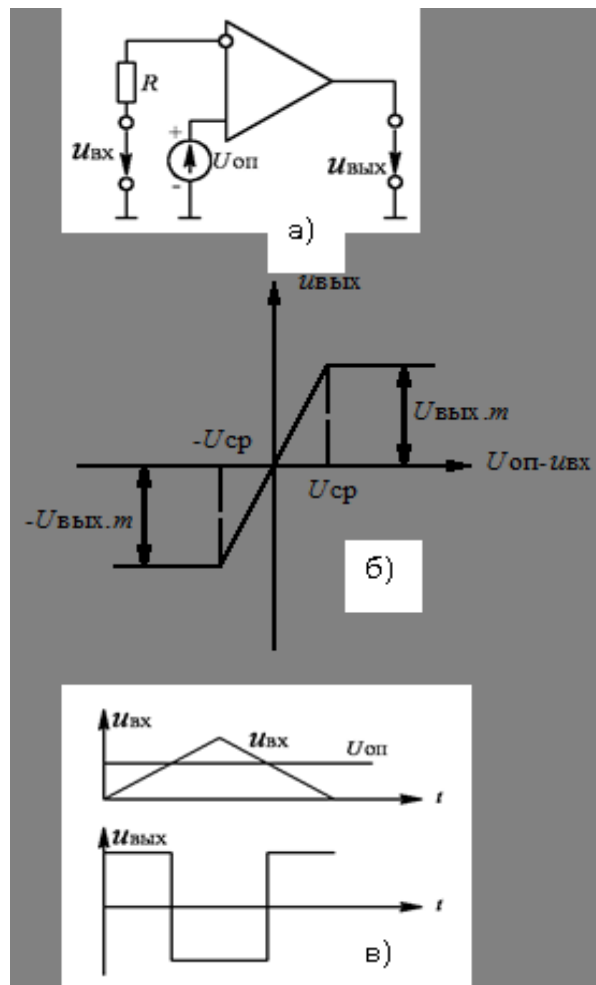 R
uвх
+
Uоп
-
uвых
а)
uвых
-Uср
Uвых.m
Uоп-uвх
Uср
-Uвых.m
б)
uвх
uвх
Uоп
t
uвых
t
в)